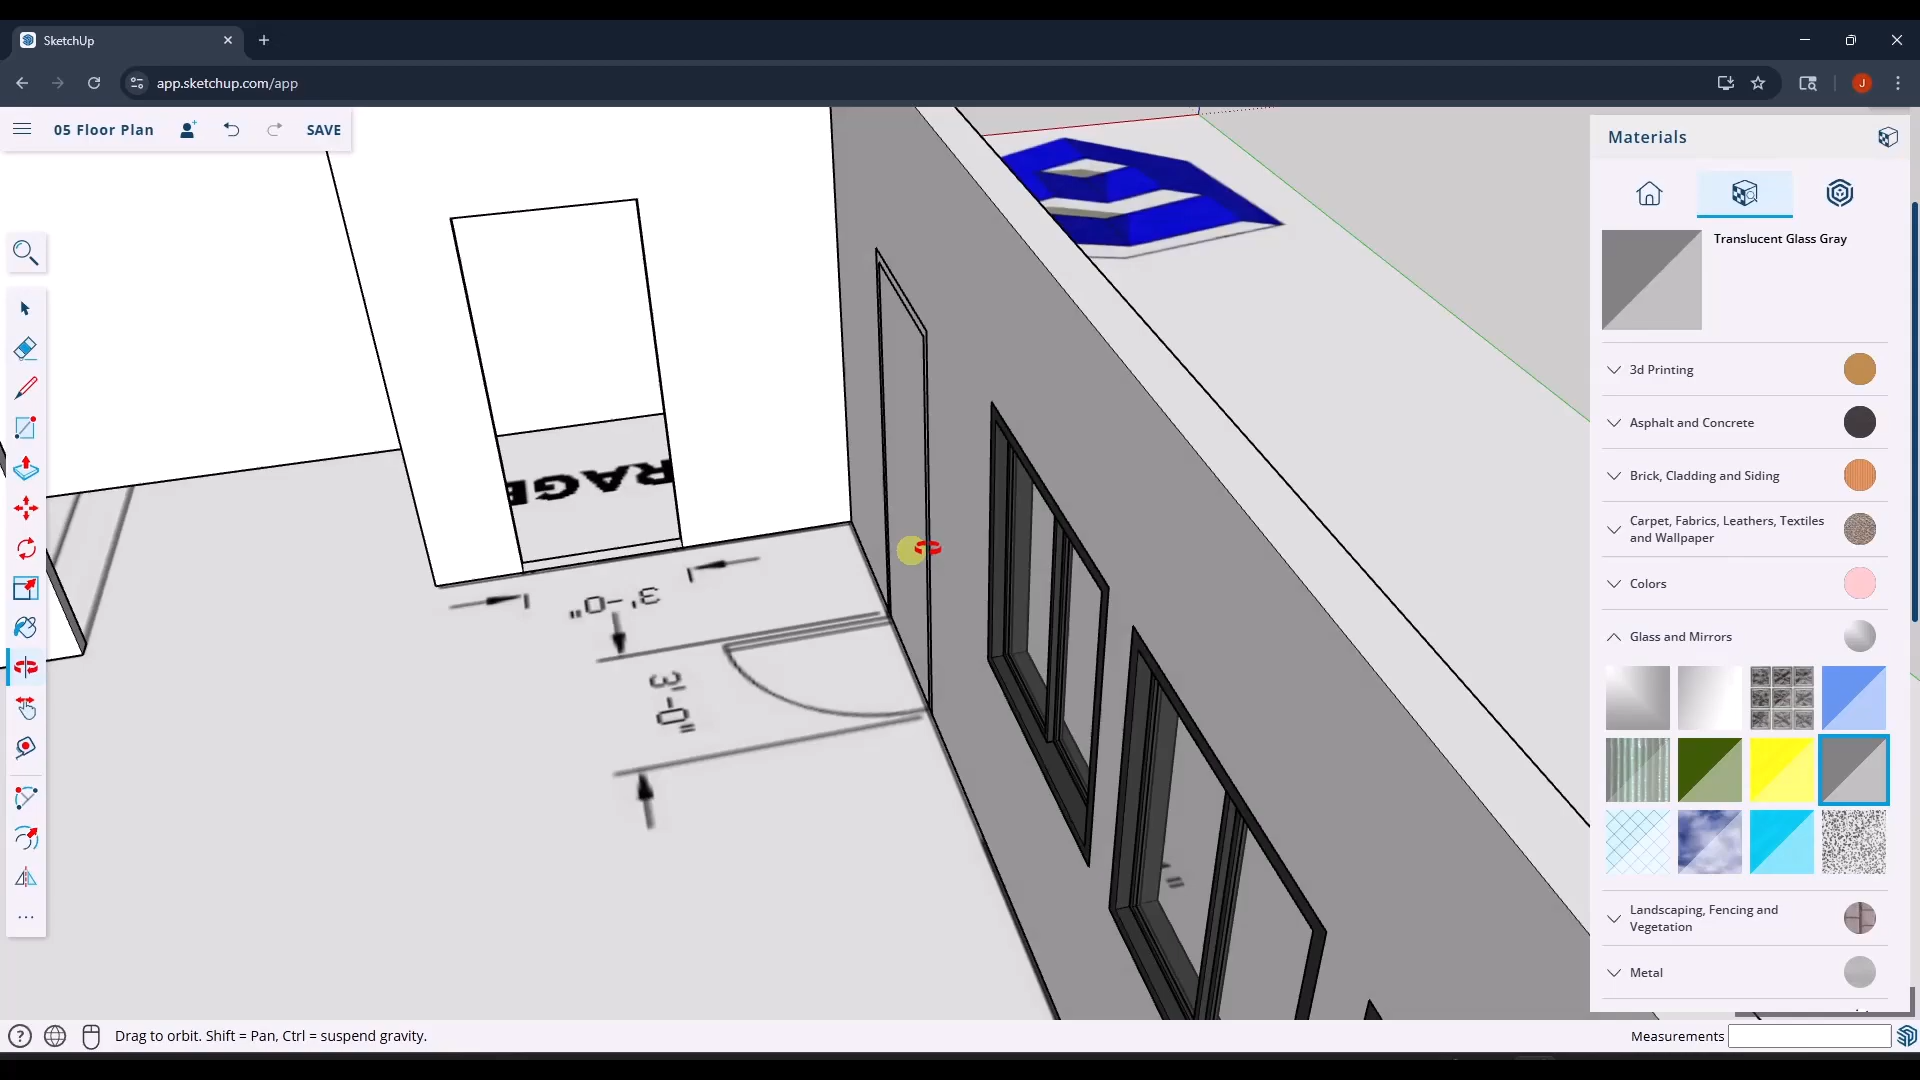 SketchUp
app.sketchup.com/app
05 Floor Plan
SAVE
Materials
Translucent Glass Gray
3d Printing
Asphalt and Concrete
Brick, Cladding and Siding
Carpet, Fabrics, Leathers, Textiles
and Wallpaper
Colors
Glass and Mirrors
Landscaping, Fencing and
Vegetation
Metal
RAGE
3'-0"
3'-0"
Drag to orbit. Shift = Pan, Ctrl = suspend gravity.
Measurements
J